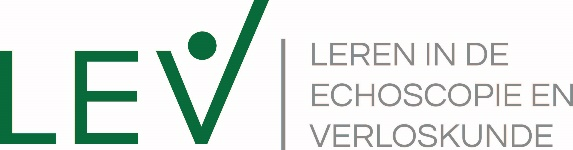 LEV
LEREN IN DE
ECHOSCOPIE EN
VERLOSKUNDE